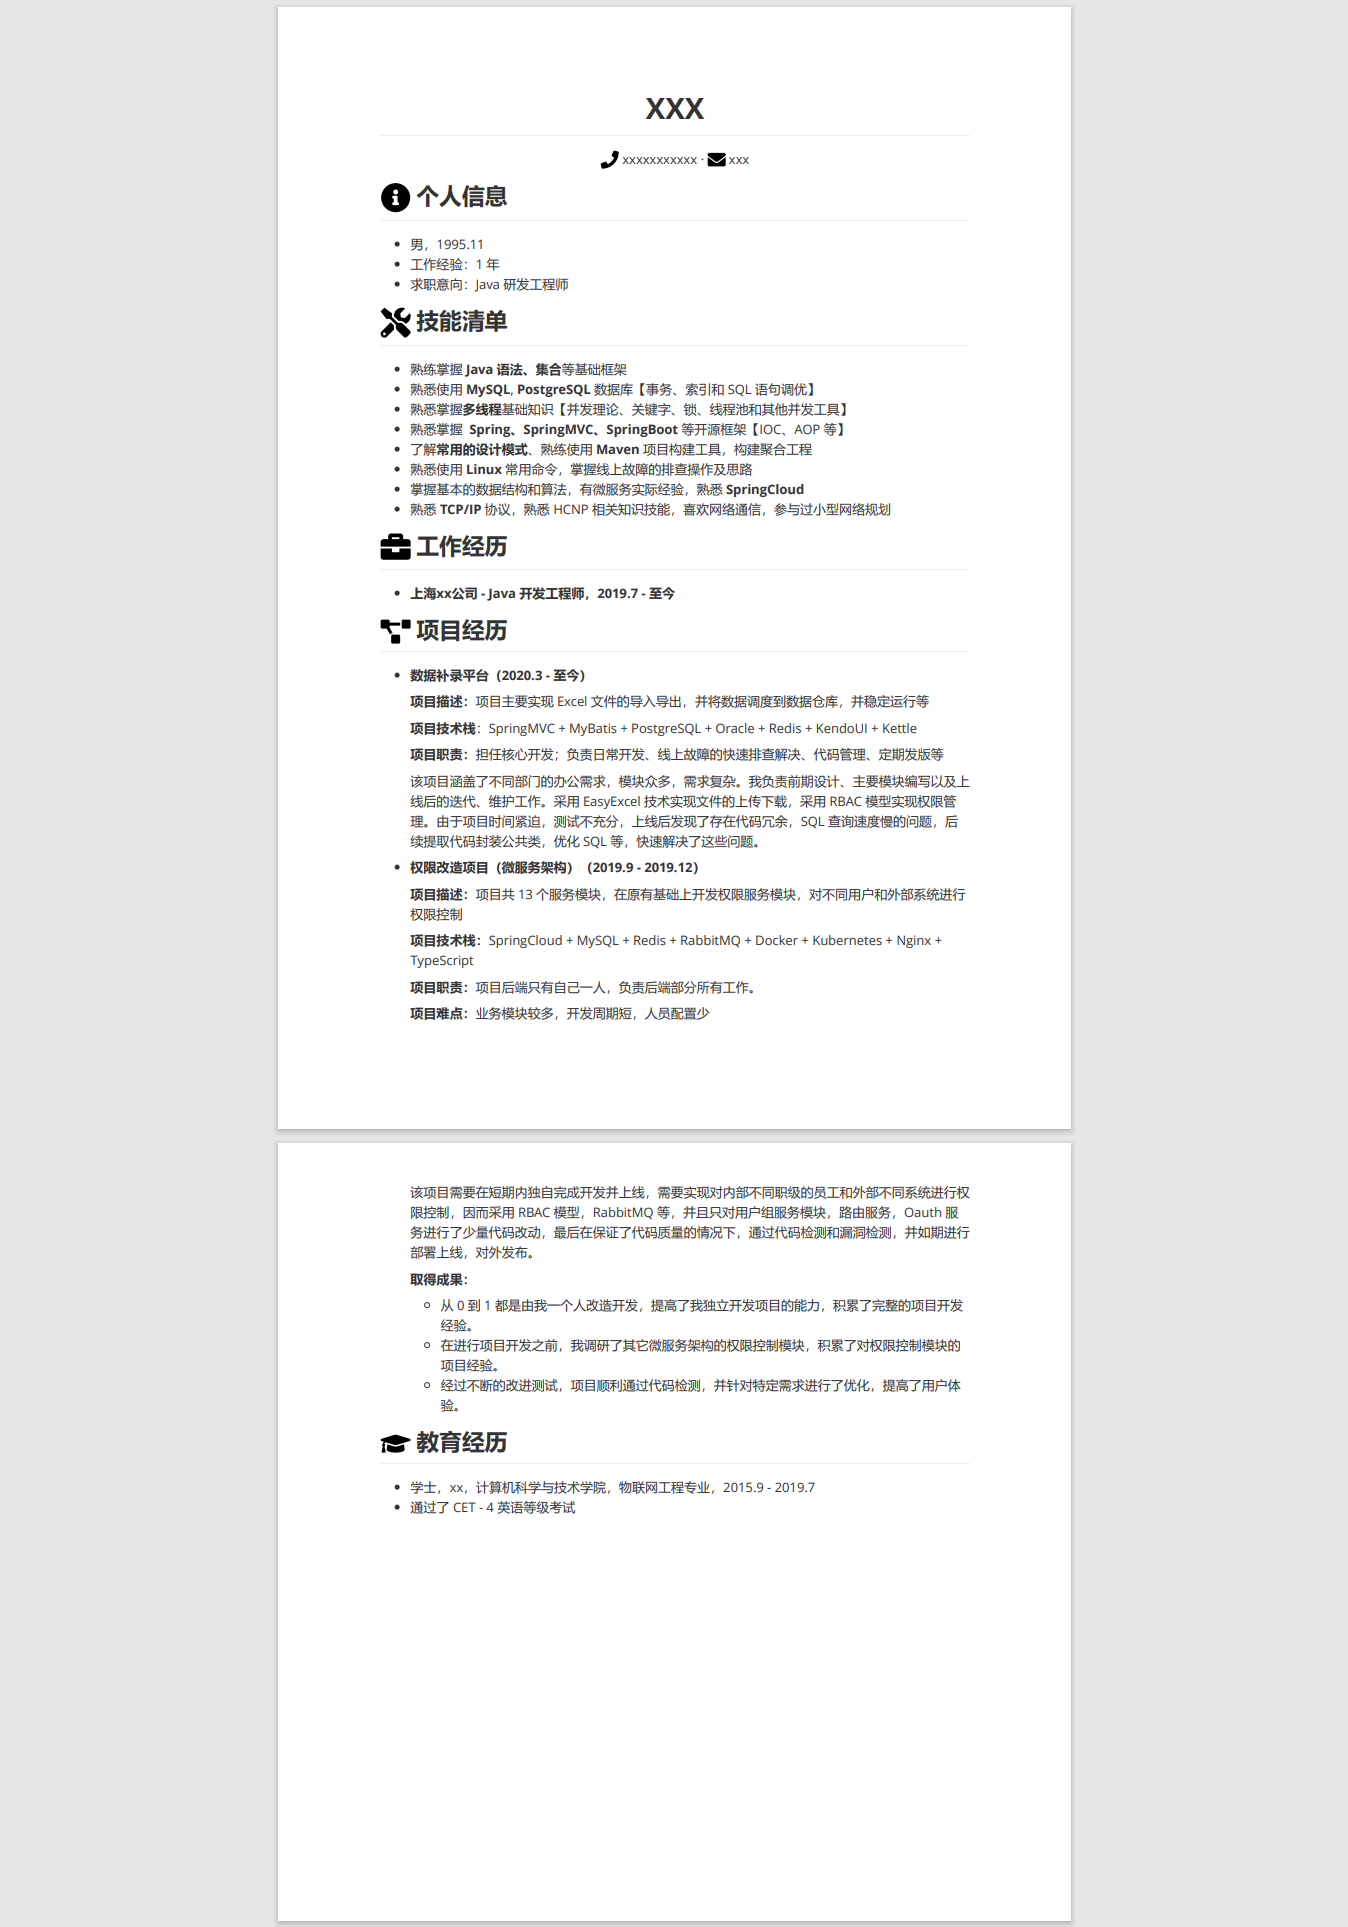 XXX
xxxxxxxxxxx · xxx
个人信息
男，1995.11
工作经验：1 年
求职意向：Java 研发工程师
技能清单
熟练掌握 Java 语法、集合等基础框架
熟悉使用 MySQL, PostgreSQL 数据库【事务、索引和 SQL 语句调优】
熟悉掌握多线程基础知识【并发理论、关键字、锁、线程池和其他并发工具】
熟悉掌握 Spring、SpringMVC、SpringBoot 等开源框架【IOC、AOP 等】
了解常用的设计模式、熟练使用 Maven 项目构建工具，构建聚合工程
熟悉使用 Linux 常用命令，掌握线上故障的排查操作及思路
掌握基本的数据结构和算法，有微服务实际经验，熟悉 SpringCloud
熟悉 TCP/IP 协议，熟悉 HCNP 相关知识技能，喜欢网络通信，参与过小型网络规划
工作经历
上海xx公司 - Java 开发工程师，2019.7 - 至今
项目经历
数据补录平台（2020.3 - 至今）
项目描述：项目主要实现 Excel 文件的导入导出，并将数据调度到数据仓库，并稳定运行等
项目技术栈：SpringMVC + MyBatis + PostgreSQL + Oracle + Redis + KendoUI + Kettle
项目职责：担任核心开发；负责日常开发、线上故障的快速排查解决、代码管理、定期发版等
该项目涵盖了不同部门的办公需求，模块众多，需求复杂。我负责前期设计、主要模块编写以及上
线后的迭代、维护工作。采用 EasyExcel 技术实现文件的上传下载，采用 RBAC 模型实现权限管
理。由于项目时间紧迫，测试不充分，上线后发现了存在代码冗余，SQL 查询速度慢的问题，后
续提取代码封装公共类，优化 SQL 等，快速解决了这些问题。
权限改造项目（微服务架构）（2019.9 - 2019.12）
项目描述：项目共 13 个服务模块，在原有基础上开发权限服务模块，对不同用户和外部系统进行
权限控制
项目技术栈：SpringCloud + MySQL + Redis + RabbitMQ + Docker + Kubernetes + Nginx +
TypeScript
项目职责：项目后端只有自己一人，负责后端部分所有工作。
项目难点：业务模块较多，开发周期短，人员配置少
该项目需要在短期内独自完成开发并上线，需要实现对内部不同职级的员工和外部不同系统进行权
限控制，因而采用 RBAC 模型，RabbitMQ 等，并且只对用户组服务模块，路由服务，Oauth 服
务进行了少量代码改动，最后在保证了代码质量的情况下，通过代码检测和漏洞检测，并如期进行
部署上线，对外发布。
取得成果：
从 0 到 1 都是由我一个人改造开发，提高了我独立开发项目的能力，积累了完整的项目开发
经验。
在进行项目开发之前，我调研了其它微服务架构的权限控制模块，积累了对权限控制模块的
项目经验。
经过不断的改进测试，项目顺利通过代码检测，并针对特定需求进行了优化，提高了用户体
验。
教育经历
学士，xx，计算机科学与技术学院，物联网工程专业，2015.9 - 2019.7
通过了 CET - 4 英语等级考试